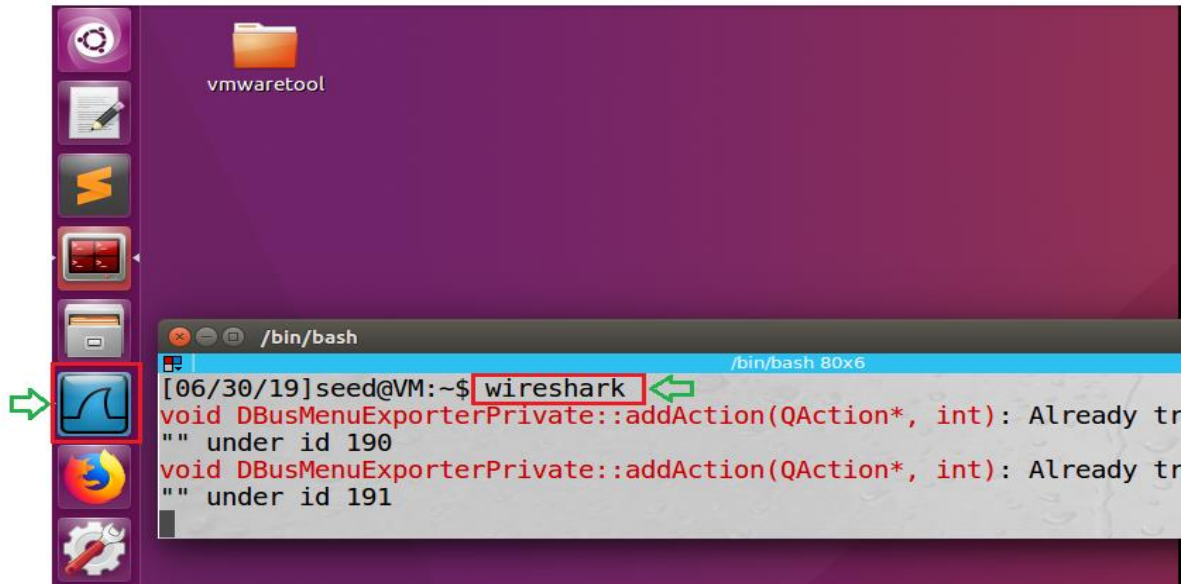 vmwaretool
/bin/bash
/bin/bash 80x6
[06/30/19]seed@VM:~$ wireshark
void DBusMenuExporterPrivate::addAction(QAction*, int): Already tr
"" under id 190
void DBusMenuExporterPrivate::addAction(QAction*, int): Already tr
"" under id 191